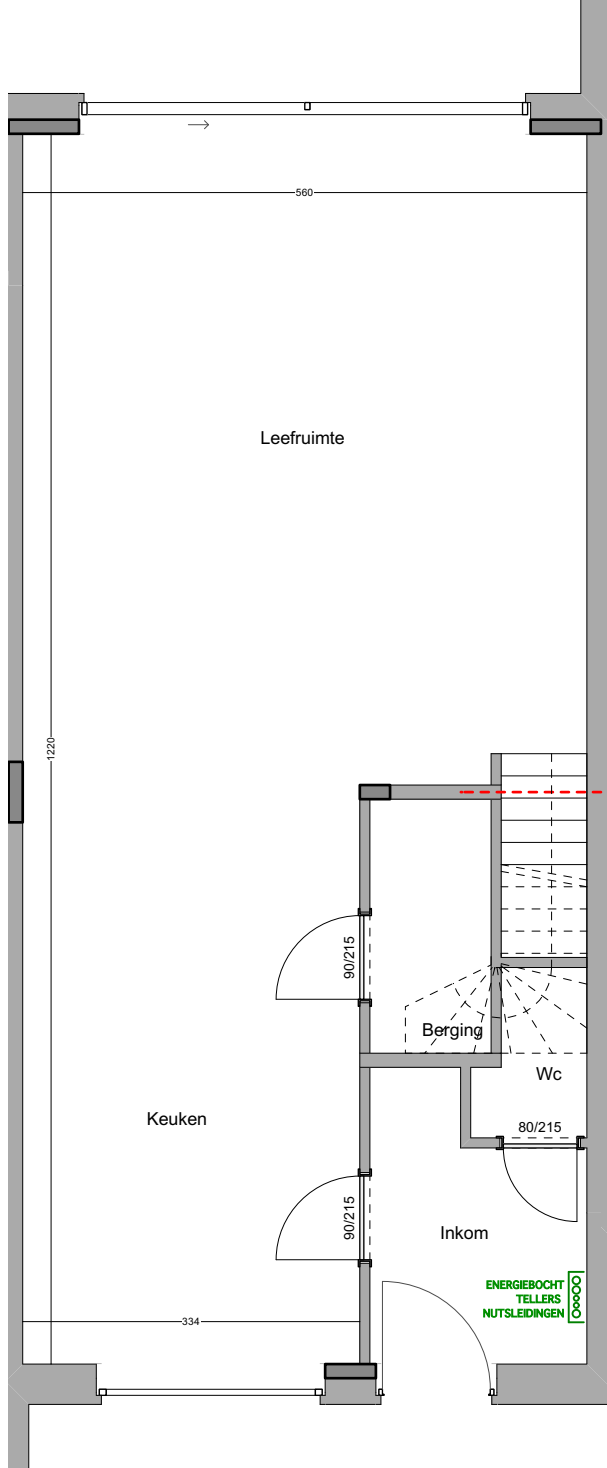 560
Leefruimte
1220
90/215
Berging
Wc
Keuken
80/215
90/215
Inkom
ENERGIEBOCHT
TELLERS
NUTSLEIDINGEN
334